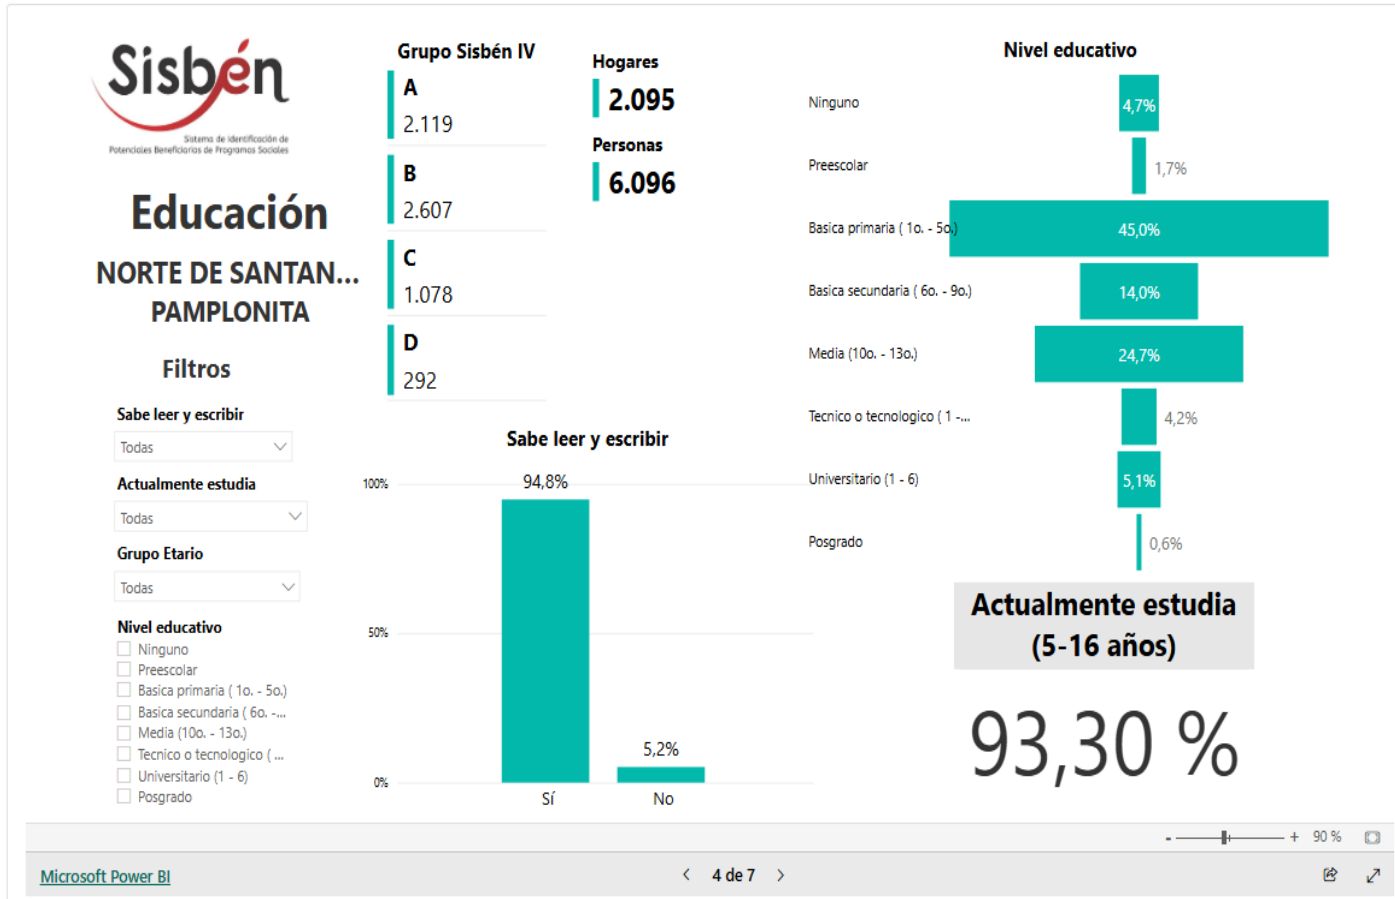 Sisbén
Sistema de Identificación de
Potenciales Beneficiarios de Programas Sociales
Educación
NORTE DE SANTAN...
PAMPLONITA
Filtros
Sabe leer y escribir
Todas
Actualmente estudia
Todas
Grupo Etario
Todas
Nivel educativo
Ninguno
Preescolar
Basica primaria ( 1o. - 5o.)
Basica secundaria ( 6o. -...
Media (10o. - 13o.)
Tecnico o tecnologico ( ...
Universitario (1 - 6)
Posgrado
Grupo Sisbén IV
A
2.119
B
2.607
C
1.078
D
292
Hogares
2.095
Personas
6.096
Sabe leer y escribir
100%
50%
0%
94,8%
5,2%
Sí
No
Nivel educativo
Ninguno
4,7%
Preescolar
1,7%
Basica primaria ( 1o. - 5o.)
45,0%
Basica secundaria ( 6o. - 9o.)
14,0%
Media (10o. - 13o.)
24,7%
Tecnico o tecnologico ( 1 -...
4,2%
Universitario (1 - 6)
5,1%
Posgrado
0,6%
Actualmente estudia
(5-16 años)
93,30 %
- + 90 %
Microsoft Power BI
< 4 de 7 >